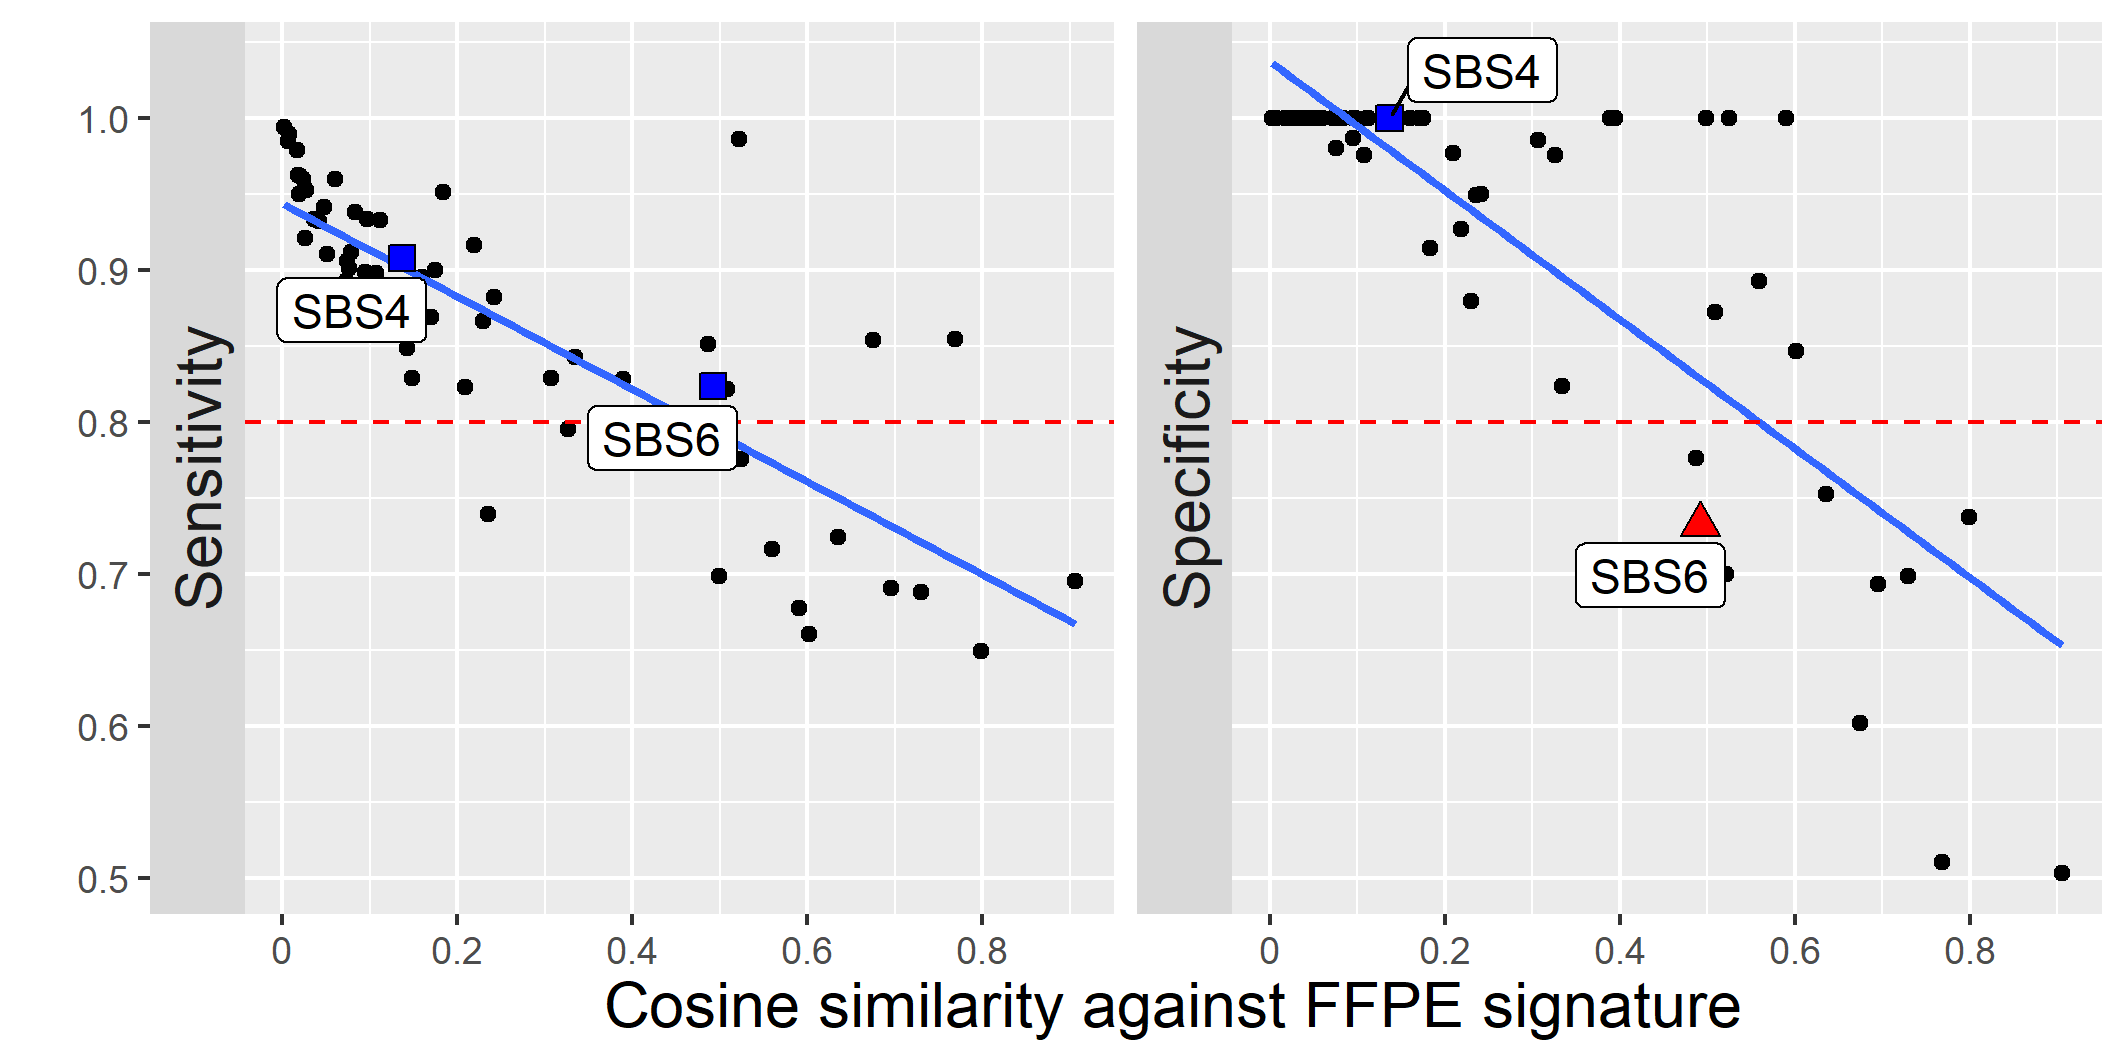 Sensitivity
1.0
0.9
0.8
0.7
0.6
0.5
SBS4
SBS6
0 0.2 0.4 0.6 0.8
Specificity
SBS4
SBS6
0 0.2 0.4 0.6 0.8
Cosine similarity against FFPE signature